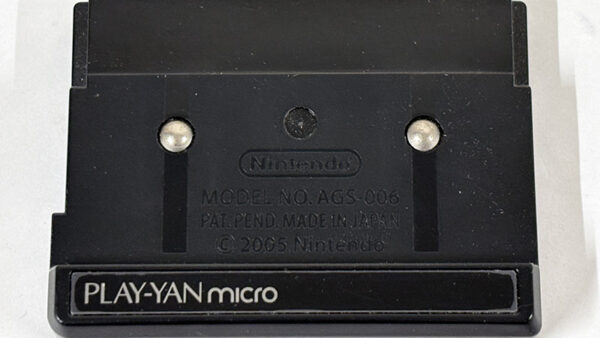 Nintendo
MODEL NO. AGS-006
PAT. PEND. MADE IN JAPAN
© 2005 Nintendo
PLAY-YAN micro